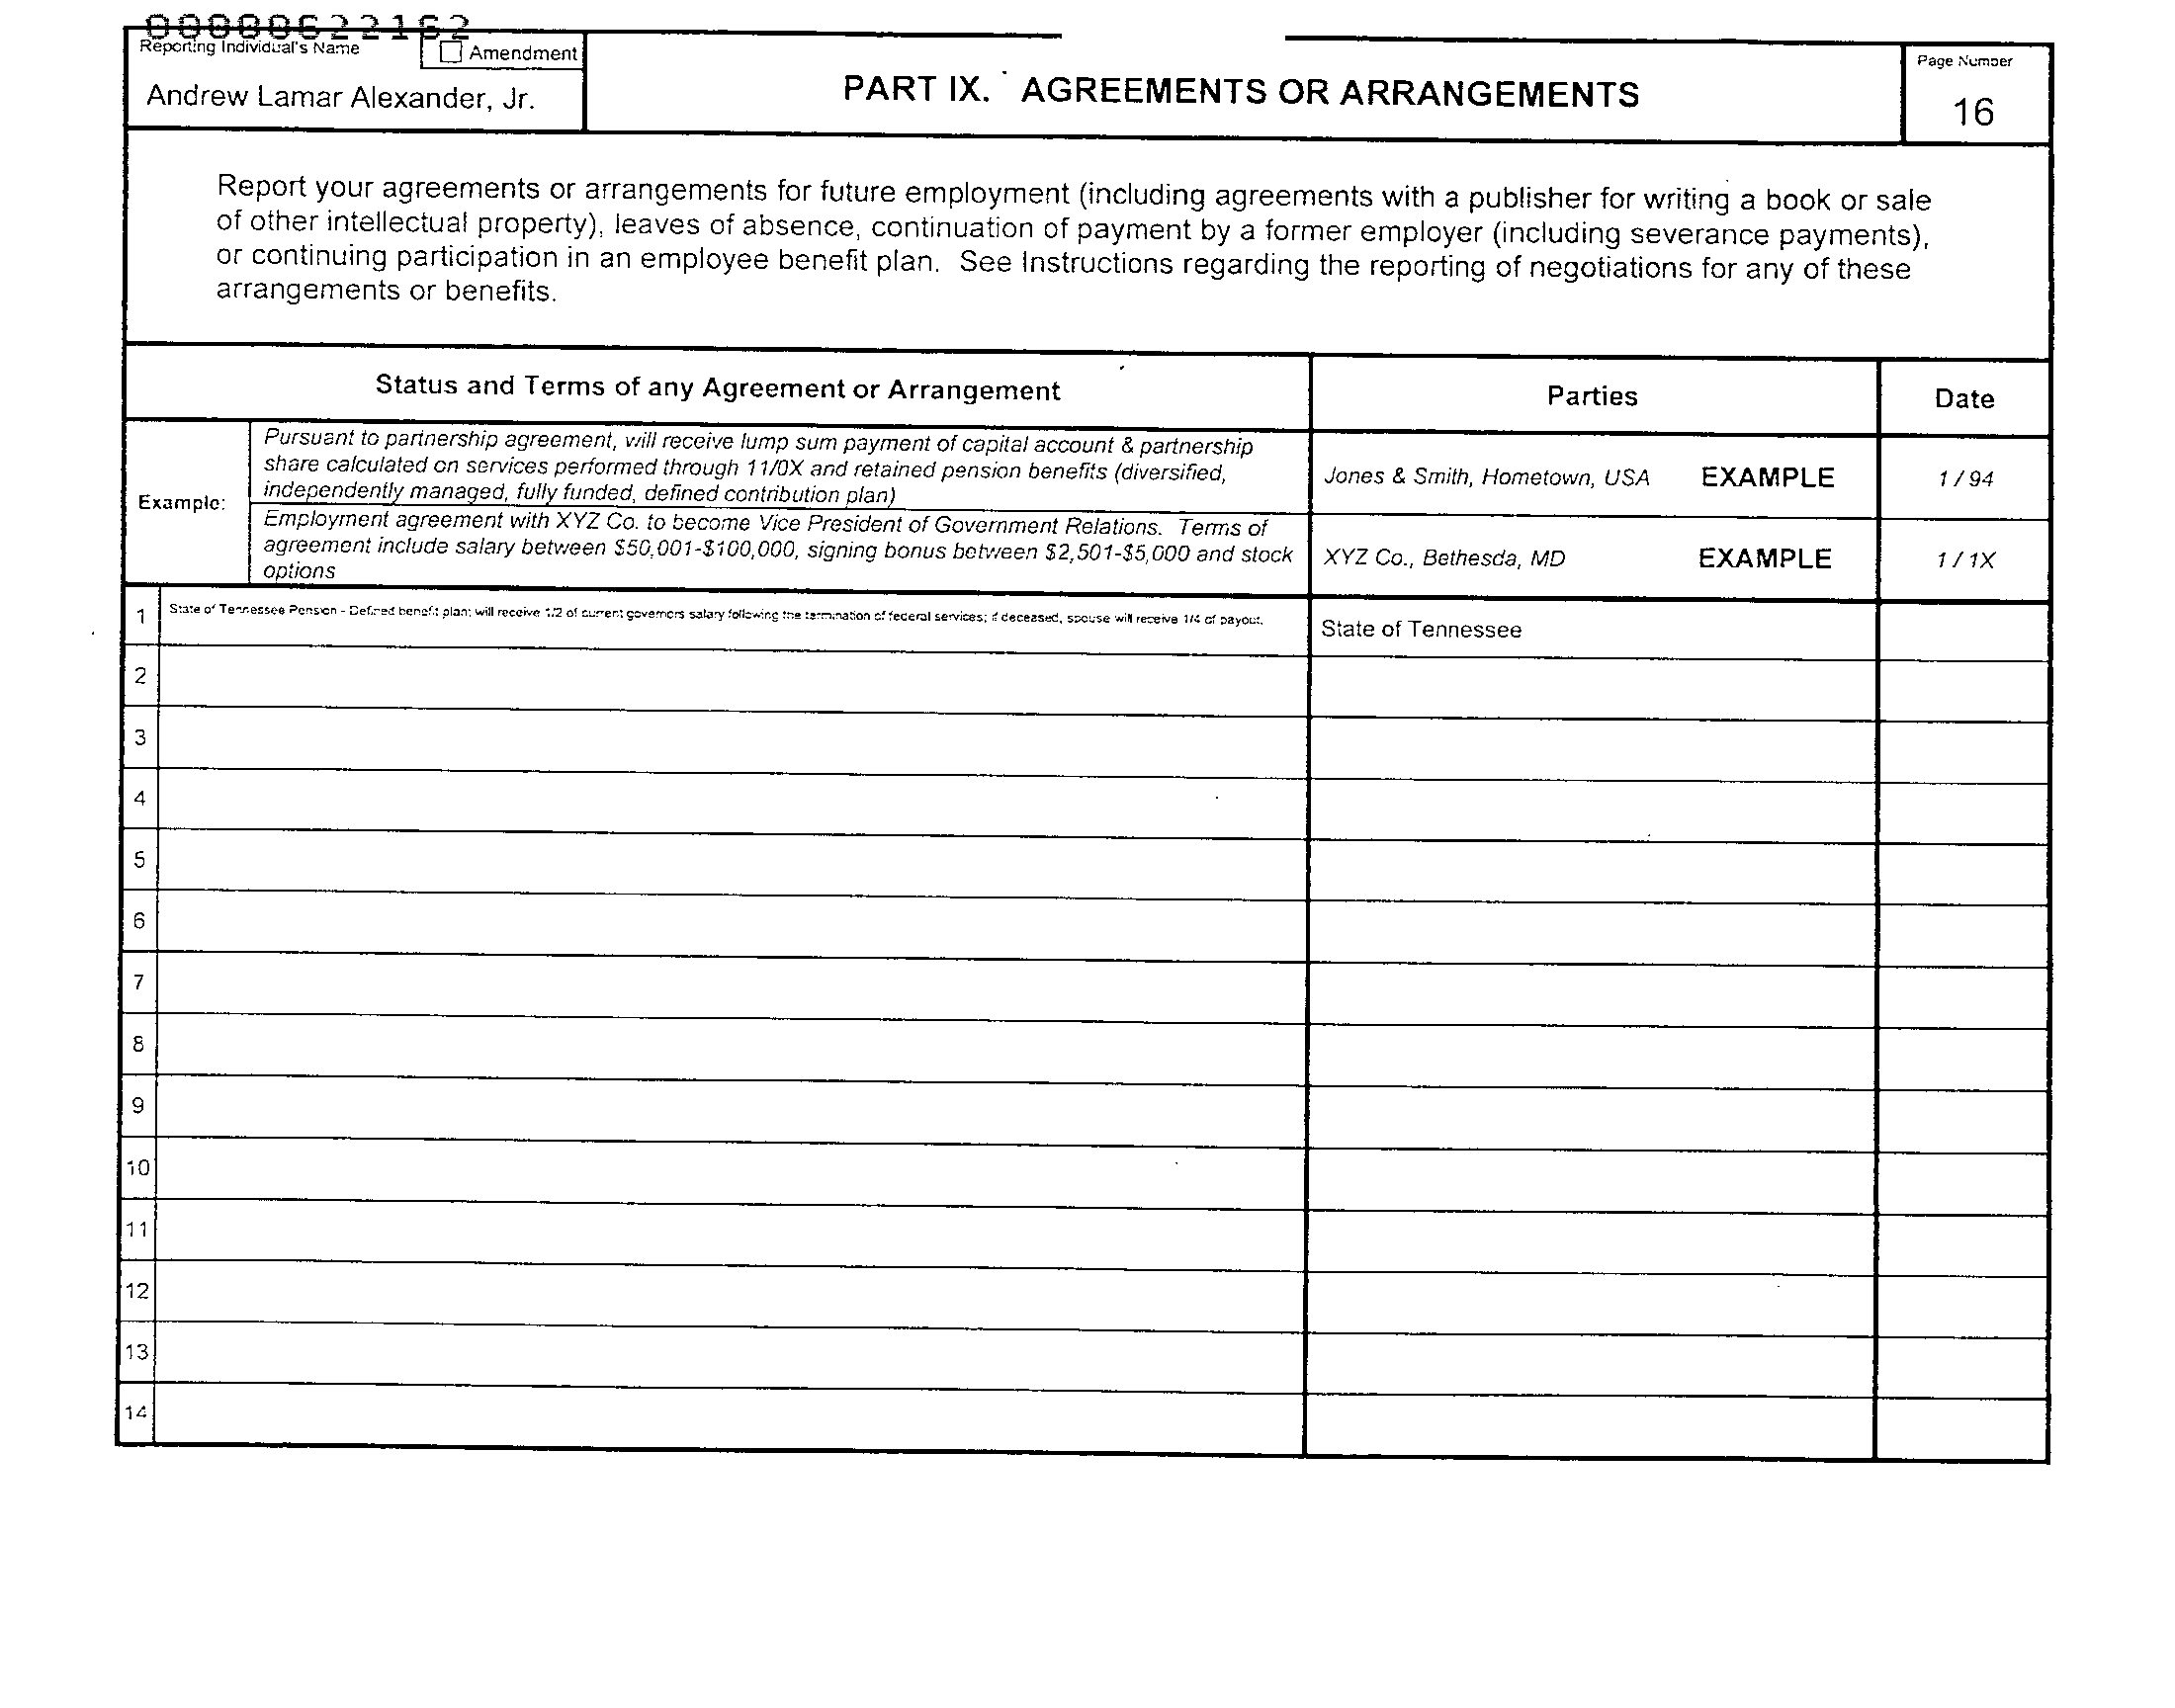 00000622162
Reporting Individual's Name
Amendment
Andrew Lamar Alexander, Jr.
PART IX. AGREEMENTS OR ARRANGEMENTS
Page Number
16
Report your agreements or arrangements for future employment (including agreements with a publisher for writing a book or sale
of other intellectual property), leaves of absence, continuation of payment by a former employer (including severance payments),
or continuing participation in an employee benefit plan. See Instructions regarding the reporting of negotiations for any of these
arrangements or benefits.
Status and Terms of any Agreement or Arrangement
Parties
Date
Example:
Pursuant to partnership agreement, will receive lump sum payment of capital account & partnership
share calculated on services performed through 11/0X and retained pension benefits (diversified,
independently managed, fully funded, defined contribution plan)
Jones & Smith, Hometown, USA EXAMPLE
1 / 94
Employment agreement with XYZ Co. to become Vice President of Government Relations. Terms of
agreement include salary between $50,001-$100,000, signing bonus between $2,501-$5,000 and stock
options
XYZ Co., Bethesda, MD EXAMPLE
1 / 1X
1
State of Tennessee Pension - Defined benefit plan; will receive 1/2 of current governors salary following the termination of federal services; if deceased, spouse will receive 1/4 of payout.
State of Tennessee
2
3
4
5
6
7
8
9
10
11
12
13
14